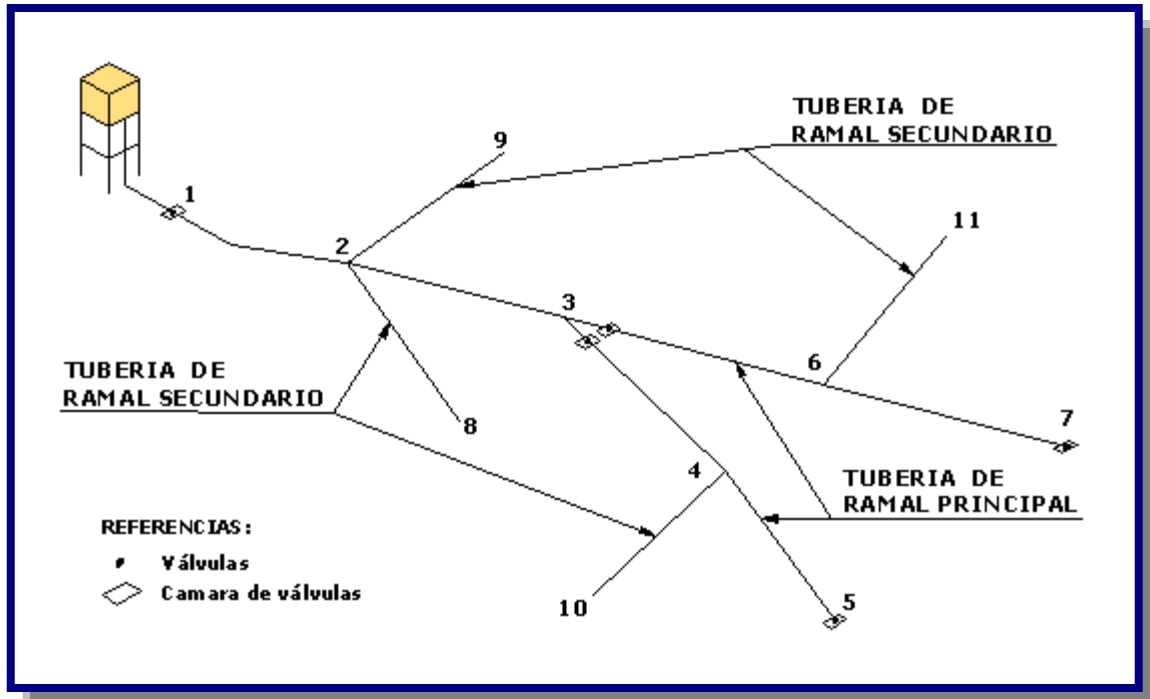 TUBERIA DE
RAMAL SECUNDARIO
9
1
11
2
3
6
TUBERIA DE
RAMAL SECUNDARIO
7
8
4
TUBERIA DE
RAMAL PRINCIPAL
REFERENCIAS:
Válvulas
Camara de válvulas
10
5